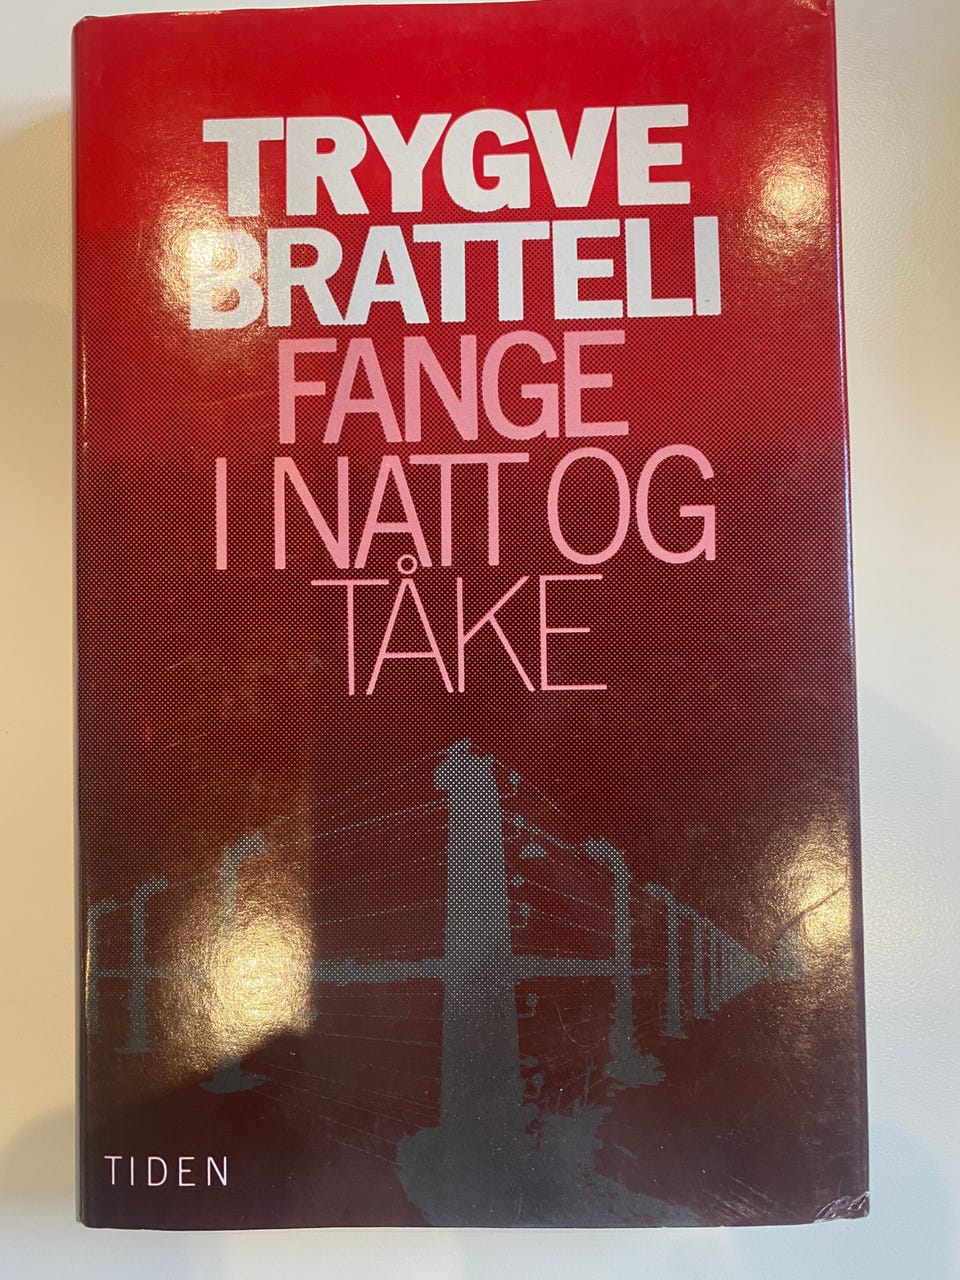 TRYGVE
BRATTELI
FANGE
I NATT OG
TÅKE
TIDEN